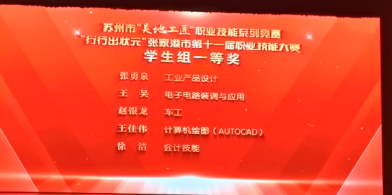 苏州市"吴地工匠"职业技能系列竞赛
"行行出状元"张家港市第十一届职业技能大赛
学生组一等奖
张勇泉 工业产品设计
王昊 电子电路装调与应用
赵银龙 车工
王佳伟 计算机绘图（AUTOCAD）
徐洁 会计技能